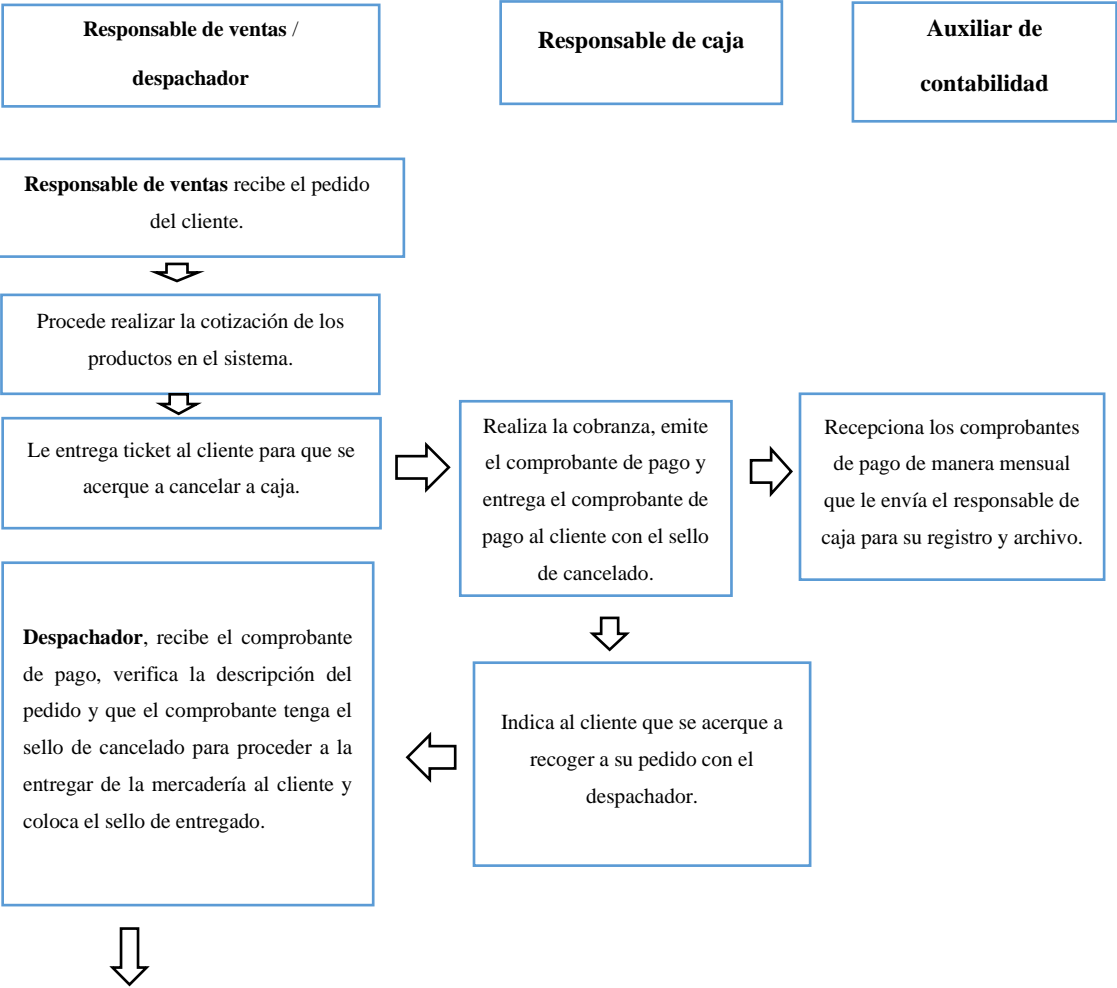 Responsable de ventas /
despachador
Responsable de caja
Auxiliar de
contabilidad
Responsable de ventas recibe el pedido
del cliente.
Procede realizar la cotización de los
productos en el sistema.
Le entrega ticket al cliente para que se
acerque a cancelar a caja.
Realiza la cobranza, emite
el comprobante de pago y
entrega el comprobante de
pago al cliente con el sello
de cancelado.
Recepciona los comprobantes
de pago de manera mensual
que le envía el responsable de
caja para su registro y archivo.
Indica al cliente que se acerque a
recoger a su pedido con el
despachador.
Despachador, recibe el comprobante
de pago, verifica la descripción del
pedido y que el comprobante tenga el
sello de cancelado para proceder a la
entregar de la mercadería al cliente y
coloca el sello de entregado.